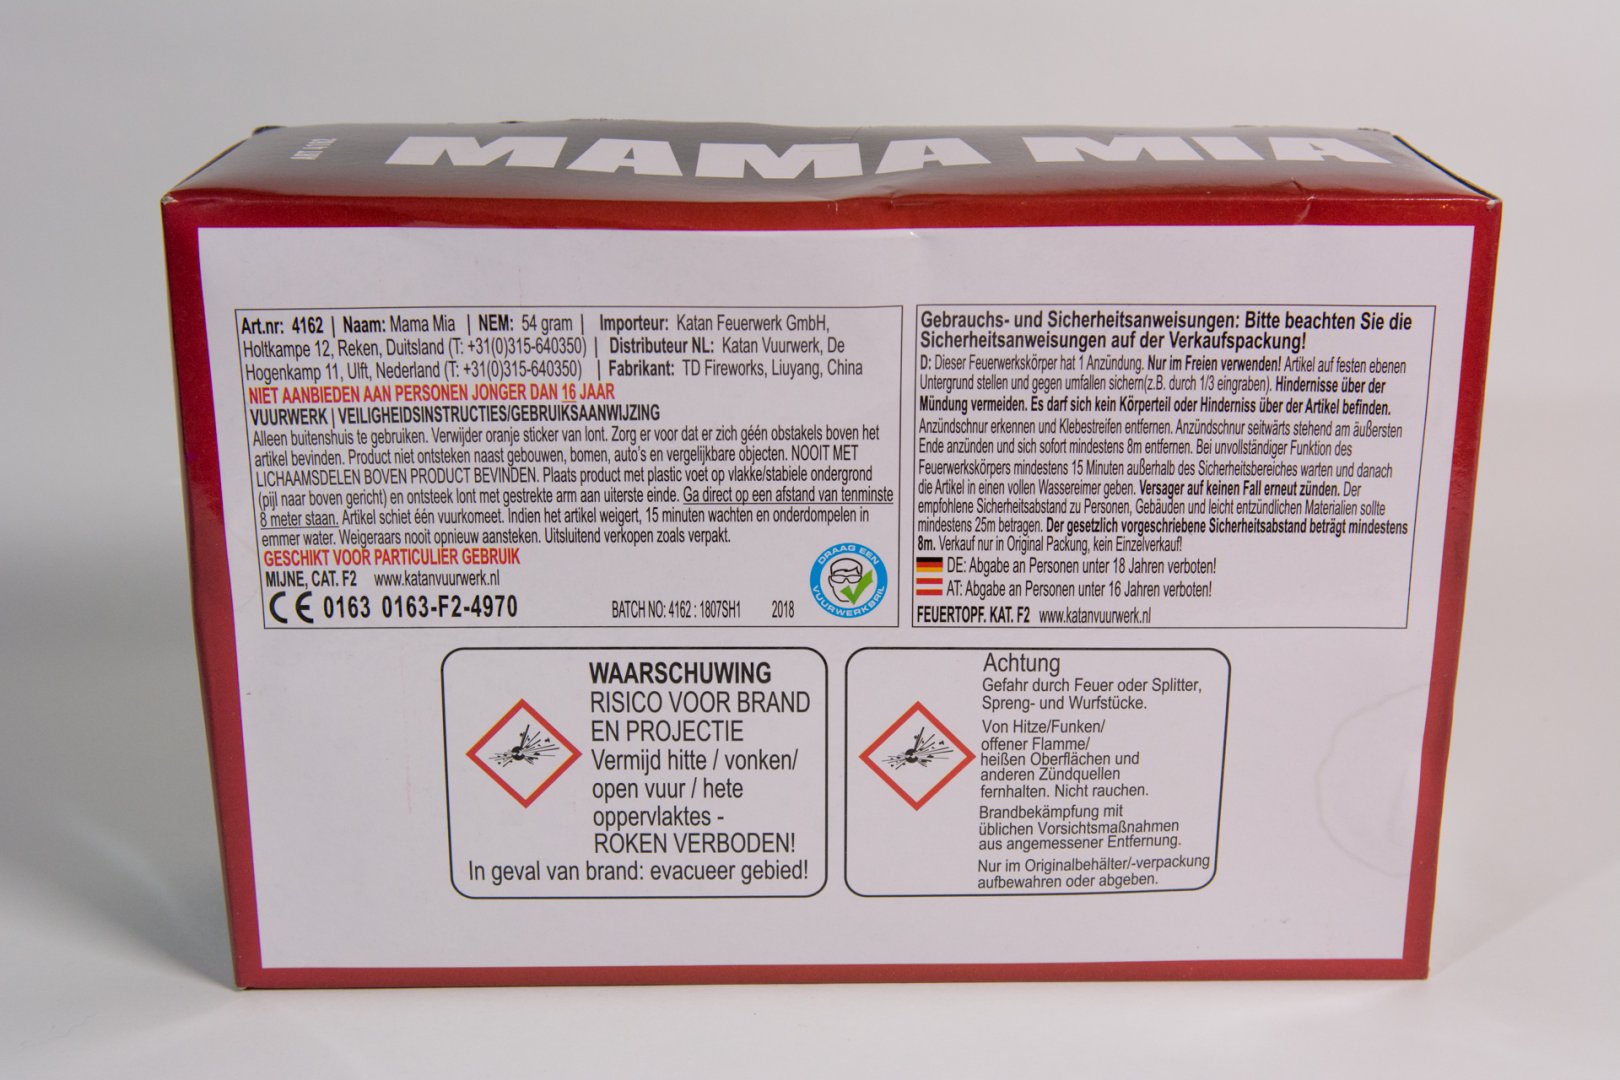 ART. 4162
MAMA MIA
Art.nr: 4162 | Naam: Mama Mia | NEM: 54 gram | Importeur: Katan Feuerwerk GmbH,
Holtkampe 12, Reken, Duitsland (T: +31(0)315-640350) | Distributeur NL: Katan Vuurwerk, De
Hogenkamp 11, Ulft, Nederland (T: +31(0)315-640350) | Fabrikant: TD Fireworks, Liuyang, China
NIET AANBIEDEN AAN PERSONEN JONGER DAN 16 JAAR
VUURWERK | VEILIGHEIDSINSTRUCTIES/GEBRUIKSAANWIJZING
Alleen buitenshuis te gebruiken. Verwijder oranje sticker van lont. Zorg er voor dat er zich géén obstakels boven het
artikel bevinden. Product niet ontsteken naast gebouwen, bomen, auto's en vergelijkbare objecten. NOOIT MET
LICHAAMSDELEN BOVEN PRODUCT BEVINDEN. Plaats product met plastic voet op vlakke/stabiele ondergrond
(pijl naar boven gericht) en ontsteek lont met gestrekte arm aan uiterste einde. Ga direct op een afstand van tenminste
8 meter staan. Artikel schiet één vuurkomeet. Indien het artikel weigert, 15 minuten wachten en onderdompelen in
emmer water. Weigeraars nooit opnieuw aansteken. Uitsluitend verkopen zoals verpakt.
GESCHIKT VOOR PARTICULIER GEBRUIK
MIJNE, CAT. F2 www.katanvuurwerk.nl
CE 0163 0163-F2-4970
BATCH NO: 4162 : 1807SH1 2018
DRAAG EEN
VUURWERKBRIL
Gebrauchs- und Sicherheitsanweisungen: Bitte beachten Sie die
Sicherheitsanweisungen auf der Verkaufspackung!
D: Dieser Feuerwerkskörper hat 1 Anzündung. Nur im Freien verwenden! Artikel auf festen ebenen
Untergrund stellen und gegen umfallen sichern(z.B. durch 1/3 eingraben). Hindernisse über der
Mündung vermeiden. Es darf sich kein Körperteil oder Hinderniss über der Artikel befinden.
Anzündschnur erkennen und Klebestreifen entfernen. Anzündschnur seitwärts stehend am äußersten
Ende anzünden und sich sofort mindestens 8m entfernen. Bei unvollständiger Funktion des
Feuerwerkskörpers mindestens 15 Minuten außerhalb des Sicherheitsbereiches warten und danach
die Artikel in einen vollen Wassereimer geben. Versager auf keinen Fall erneut zünden. Der
empfohlene Sicherheitsabstand zu Personen, Gebäuden und leicht entzündlichen Materialien sollte
mindestens 25m betragen. Der gesetzlich vorgeschriebene Sicherheitsabstand beträgt mindestens
8m. Verkauf nur in Original Packung, kein Einzelverkauf!
DE: Abgabe an Personen unter 18 Jahren verboten!
AT: Abgabe an Personen unter 16 Jahren verboten!
FEUERTOPF. KAT. F2 www.katanvuurwerk.nl
WAARSCHUWING
RISICO VOOR BRAND
EN PROJECTIE
Vermijd hitte / vonken/
open vuur / hete
oppervlaktes -
ROKEN VERBODEN!
In geval van brand: evacueer gebied!
Achtung
Gefahr durch Feuer oder Splitter,
Spreng- und Wurfstücke.
Von Hitze/Funken/
offener Flamme/
heißen Oberflächen und
anderen Zündquellen
fernhalten. Nicht rauchen.
Brandbekämpfung mit
üblichen Vorsichtsmaßnahmen
aus angemessener Entfernung.
Nur im Originalbehälter/-verpackung
aufbewahren oder abgeben.